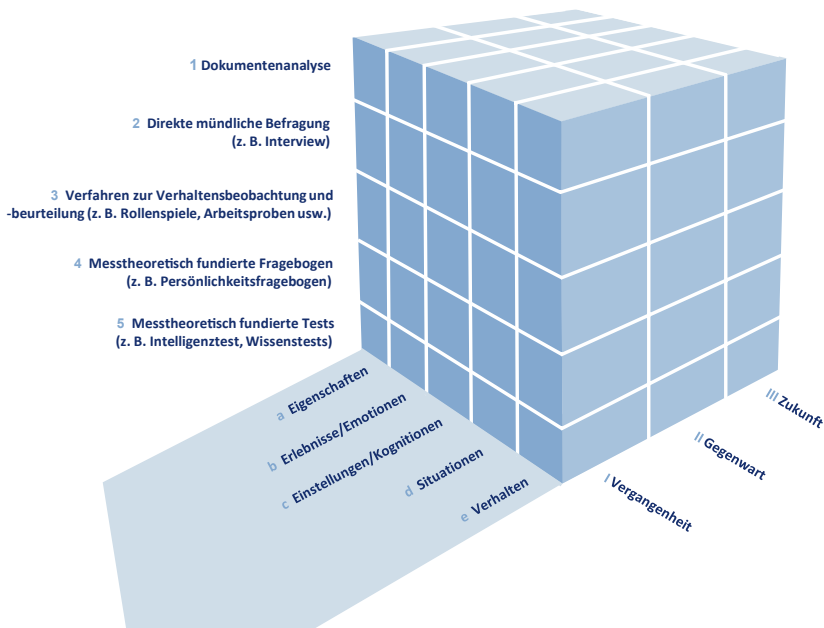 1 Dokumentenanalyse
2 Direkte mündliche Befragung
(z. B. Interview)
3 Verfahren zur Verhaltensbeobachtung und
-beurteilung (z. B. Rollenspiele, Arbeitsproben usw.)
4 Messtheoretisch fundierte Fragebogen
(z. B. Persönlichkeitsfragebogen)
5 Messtheoretisch fundierte Tests
(z. B. Intelligenztest, Wissenstests)
a Eigenschaften
b Erlebnisse/Emotionen
c Einstellungen/Kognitionen
d Situationen
e Verhalten
I Vergangenheit
II Gegenwart
III Zukunft